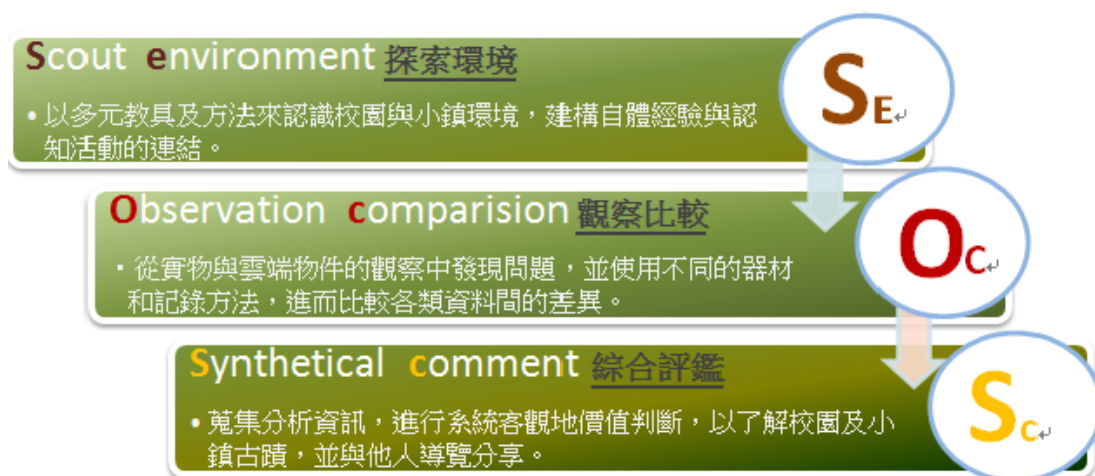 Scout environment 探索環境
SE
• 以多元教具及方法來認識校園與小鎮環境，建構自體經驗與認
知活動的連結。
Observation comparision 觀察比較
Oc
• 從實物與雲端物件的觀察中發現問題，並使用不同的器材
和記錄方法，進而比較各類資料間的差異。
Synthetical comment 綜合評鑑
Sc
• 蒐集分析資訊，進行系統客觀地價值判斷，以了解校園及小
鎮古蹟，並與他人導覽分享。